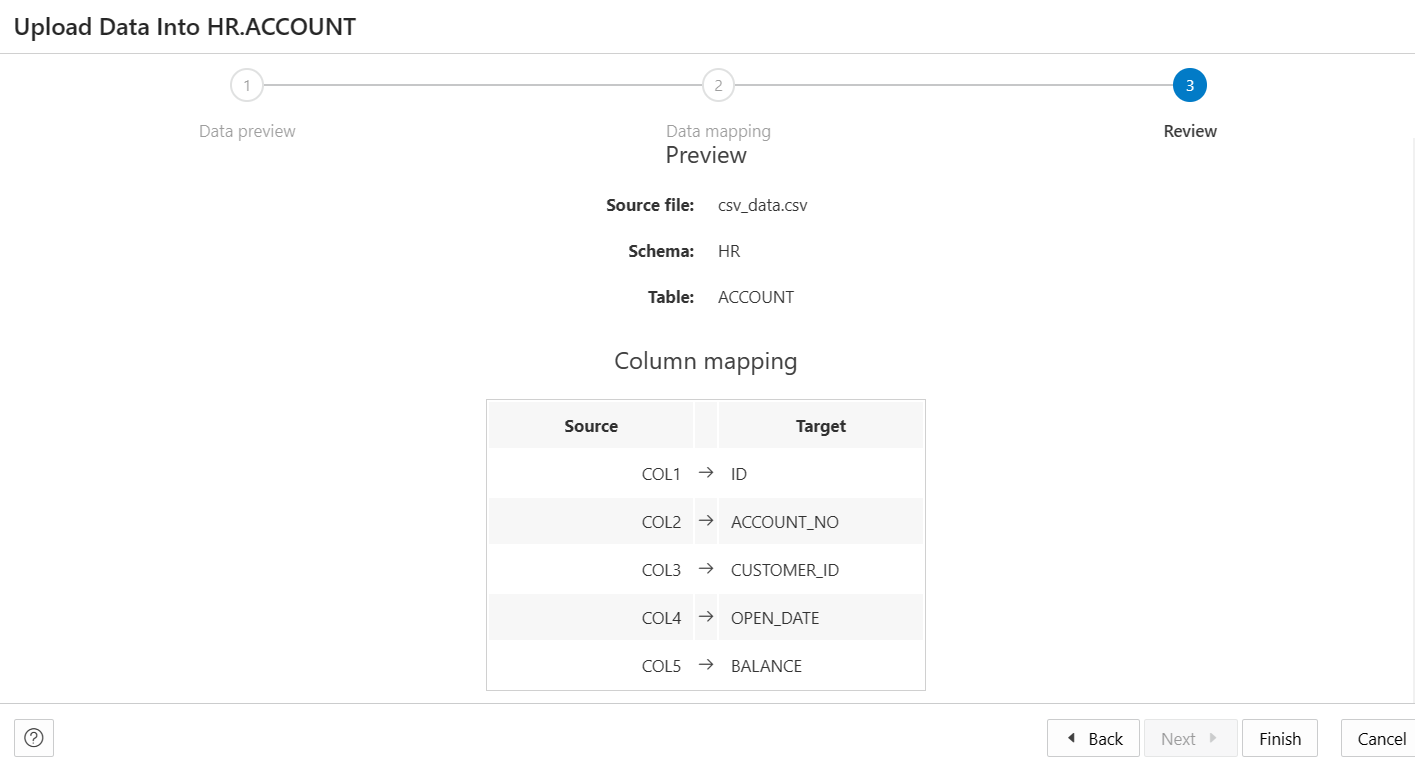 Upload Data Into HR.ACCOUNT
1 2 3
Data preview Data mapping Review
Preview
Source file: csv_data.csv
Schema: HR
Table: ACCOUNT
Column mapping
Source Target
COL1 → ID
COL2 → ACCOUNT_NO
COL3 → CUSTOMER_ID
COL4 → OPEN_DATE
COL5 → BALANCE
? Back Next Finish Cancel